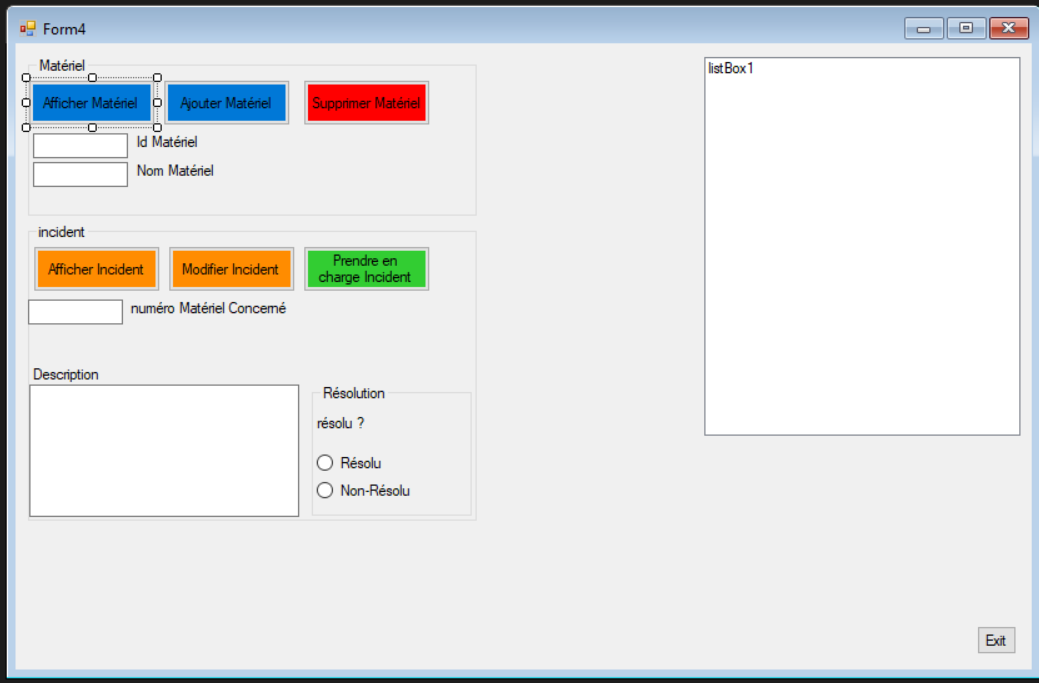 Form4
Matériel
Afficher Matériel
Ajouter Matériel
Supprimer Matériel
Id Matériel
Nom Matériel
incident
Afficher Incident
Modifier Incident
Prendre en
charge Incident
numéro Matériel Concerné
Description
Résolution
résolu ?
Résolu
Non-Résolu
listBox1
Exit